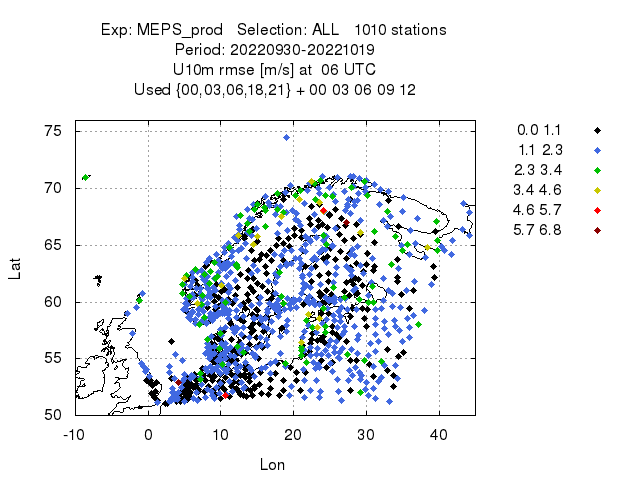 Exp: MEPS_prod   Selection: ALL   1010 stations
Period: 20220930-20221019
U10m rmse [m/s] at  06 UTC
Used {00,03,06,18,21} + 00 03 06 09 12
75
70
65
60
55
50
Lat
-10 0 10 20 30 40
Lon
0.0 1.1
1.1 2.3
2.3 3.4
3.4 4.6
4.6 5.7
5.7 6.8